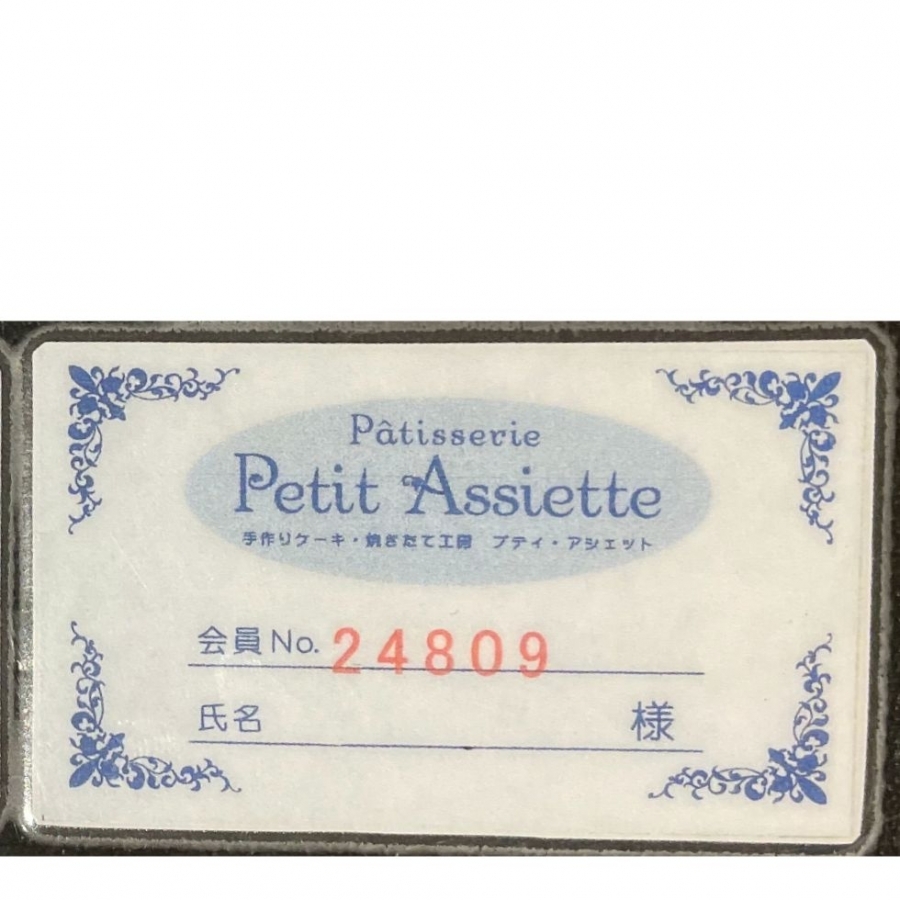 Pâtisserie
Petit Assiette
手作りケーキ・焼きたて工房 プティ・アシェット
会員No. 24809
氏名 様